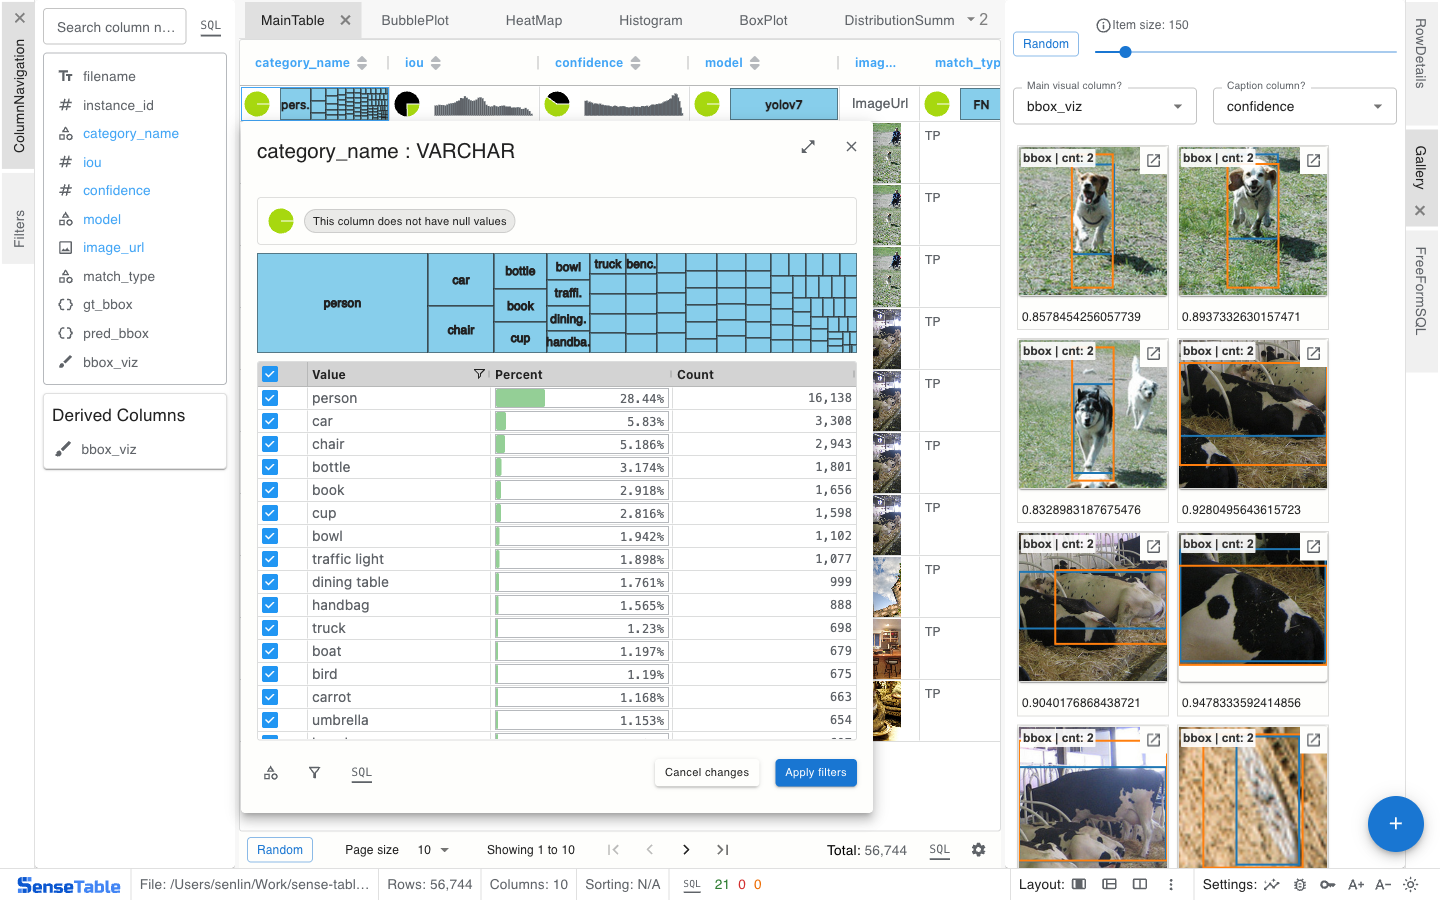 ColumnNavigation
Filters
Search column n...
SQL
filename
instance_id
category_name
iou
confidence
model
image_url
match_type
gt_bbox
pred_bbox
bbox_viz
Derived Columns
bbox_viz
MainTable
BubblePlot
HeatMap
Histogram
BoxPlot
DistributionSumm
2
category_name
iou
confidence
model
imag...
match_typ
pers.
yolov7
ImageUrl
FN
category_name : VARCHAR
This column does not have null values
person
car
chair
bottle
book
cup
bowl
traffi.
dining.
handba.
truck
benc.
Value Percent Count
person 28.44% 16,138
car 5.83% 3,308
chair 5.186% 2,943
bottle 3.174% 1,801
book 2.918% 1,656
cup 2.816% 1,598
bowl 1.942% 1,102
traffic light 1.898% 1,077
dining table 1.761% 999
handbag 1.565% 888
truck 1.23% 698
boat 1.197% 679
bird 1.19% 675
carrot 1.168% 663
umbrella 1.153% 654
SQL
Cancel changes
Apply filters
TP
TP
TP
TP
TP
TP
TP
TP
TP
TP
Random
Page size 10
Showing 1 to 10
Total: 56,744
SQL
Random
Item size: 150
Main visual column?
bbox_viz
Caption column?
confidence
bbox | cnt: 2
bbox | cnt: 2
0.8578454256057739
0.8937332630157471
bbox | cnt: 2
bbox | cnt: 2
0.8328983187675476
0.9280495643615723
bbox | cnt: 2
bbox | cnt: 2
0.9040176868438721
0.9478333592414856
bbox | cnt: 2
bbox | cnt: 2
+
RowDetails
Gallery
FreeFormSQL
SenseTable
File: /Users/senlin/Work/sense-tabl...
Rows: 56,744
Columns: 10
Sorting: N/A
SQL
21 0 0
Layout:
Settings:
A+
A-